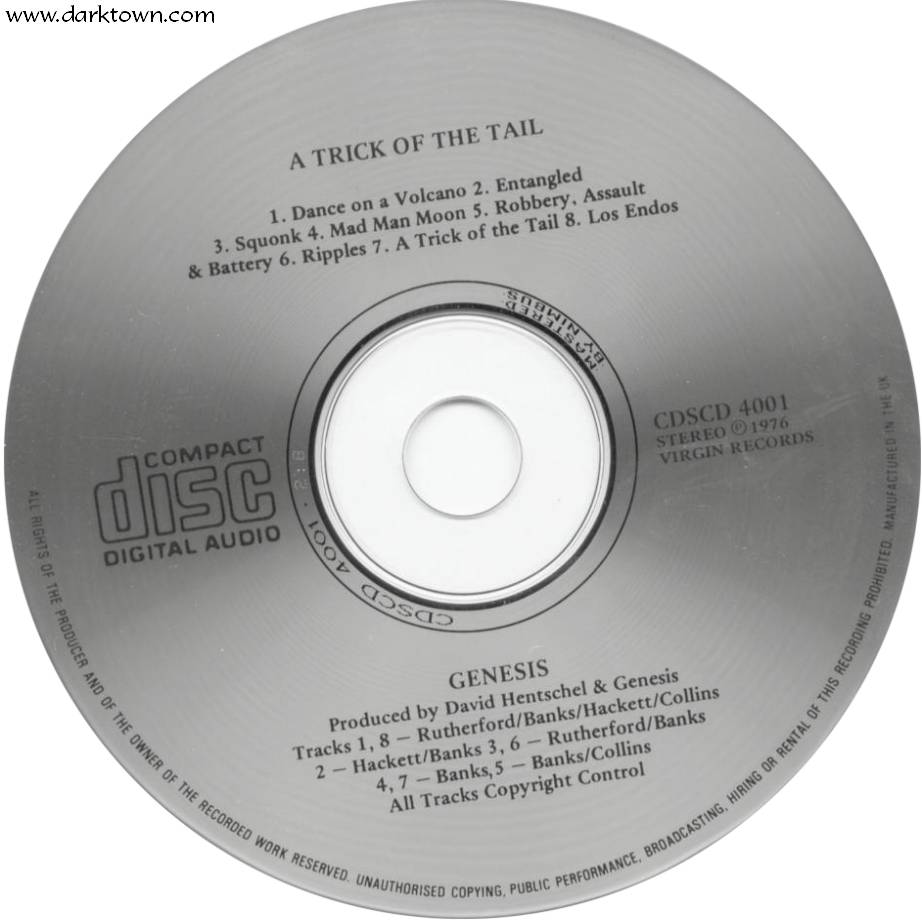 www.darktown.com
A TRICK OF THE TAIL
1. Dance on a Volcano 2. Entangled
3. Squonk 4. Mad Man Moon 5. Robbery, Assault
& Battery 6. Ripples 7. A Trick of the Tail 8. Los Endos
MASTERED
BY NIMBUS
CDSCD 4001
STEREO Ⓟ 1976
VIRGIN RECORDS
COMPACT
disc
DIGITAL AUDIO
CDSCD 4001 · 2:8
GENESIS
Produced by David Hentschel & Genesis
Tracks 1, 8 – Rutherford/Banks/Hackett/Collins
2 – Hackett/Banks 3, 6 – Rutherford/Banks
4, 7 – Banks, 5 – Banks/Collins
All Tracks Copyright Control
ALL RIGHTS OF THE PRODUCER AND OF THE OWNER OF THE RECORDED WORK RESERVED. UNAUTHORISED COPYING, PUBLIC PERFORMANCE, BROADCASTING, HIRING OR RENTAL OF THIS RECORDING PROHIBITED. MANUFACTURED IN THE UK